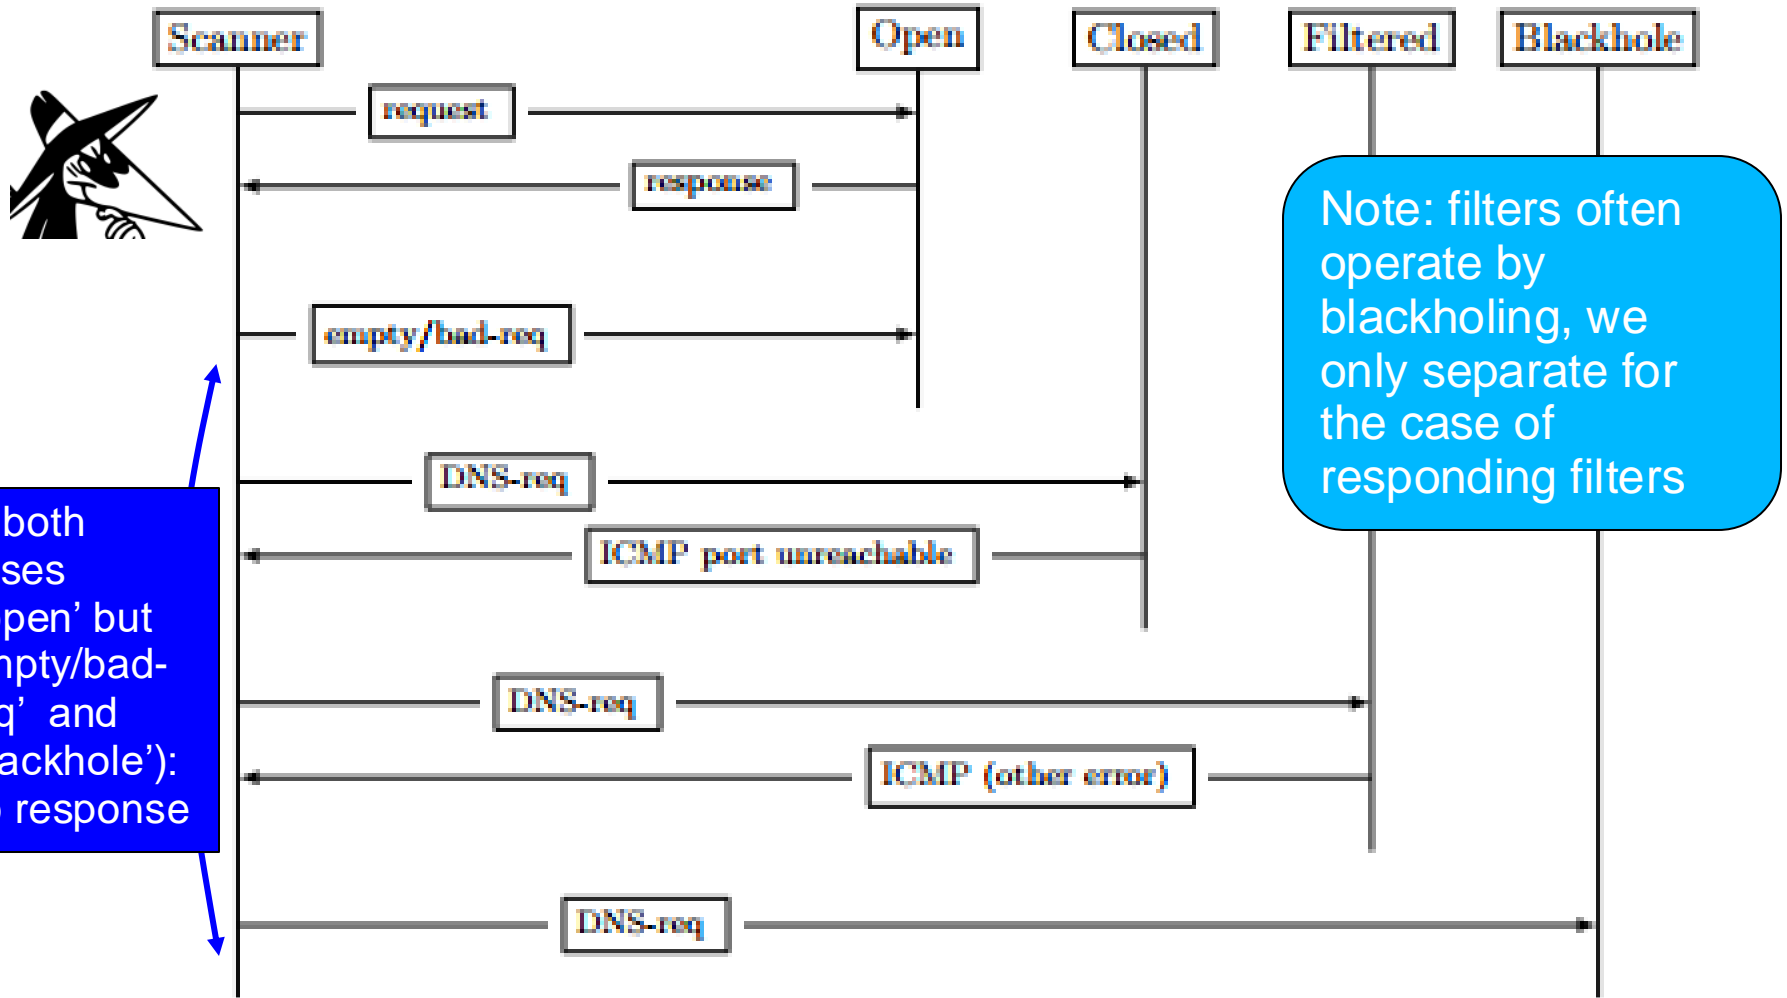 Scanner
Open
Closed
Filtered
Blackhole
request
response
empty/bad-req
DNS-req
ICMP port unreachable
DNS-req
ICMP (other error)
DNS-req
Note: filters often
operate by
blackholing, we
only separate for
the case of
responding filters
both
ses
open’ but
mpty/bad-
q’ and
ackhole’):
response